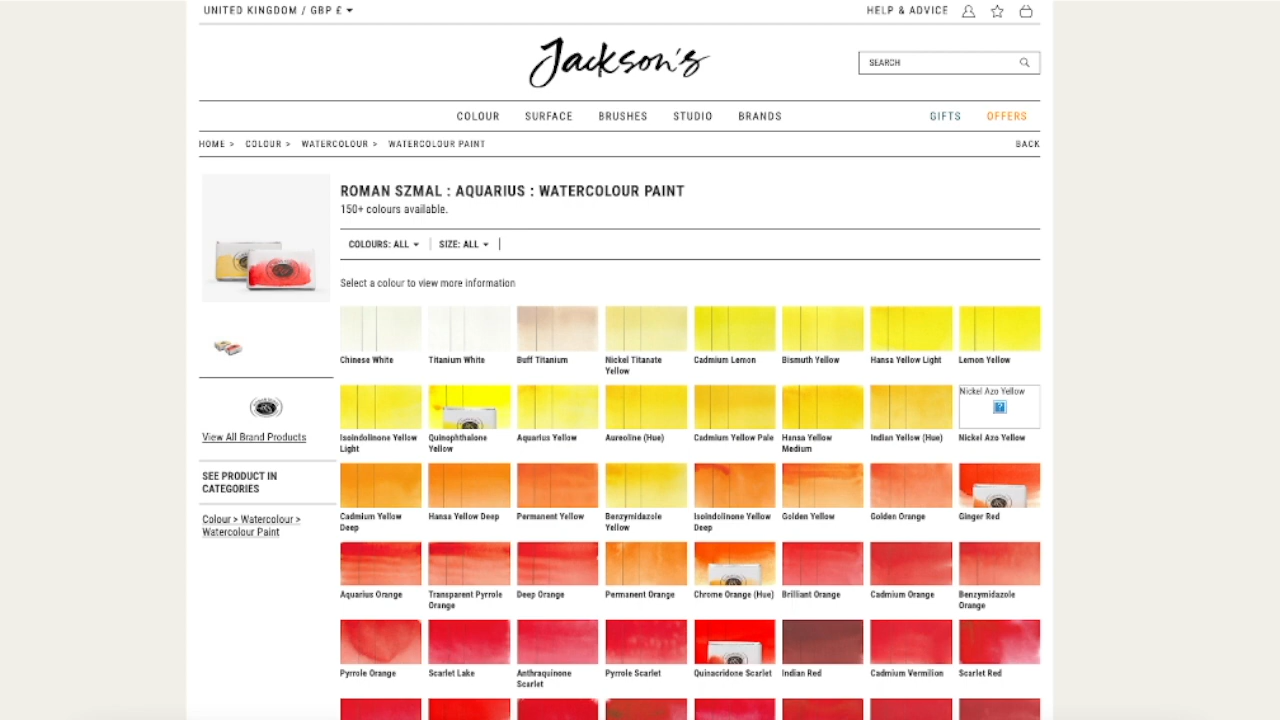 UNITED KINGDOM / GBP £
HELP & ADVICE
Jackson's
SEARCH
COLOUR SURFACE BRUSHES STUDIO BRANDS GIFTS OFFERS
HOME > COLOUR > WATERCOLOUR > WATERCOLOUR PAINT BACK
ROMAN SZMAL : AQUARIUS : WATERCOLOUR PAINT
150+ colours available.
COLOURS: ALL SIZE: ALL
Select a colour to view more information
Chinese White
Titanium White
Buff Titanium
Nickel Titanate
Yellow
Cadmium Lemon
Bismuth Yellow
Hansa Yellow Light
Lemon Yellow
View All Brand Products
SEE PRODUCT IN
CATEGORIES
Colour > Watercolour >
Watercolour Paint
Isoindolinone Yellow
Light
Quinophthalone
Yellow
Aquarius Yellow
Aureoline (Hue)
Cadmium Yellow Pale
Hansa Yellow
Medium
Indian Yellow (Hue)
Nickel Azo Yellow
Nickel Azo Yellow
Cadmium Yellow
Deep
Hansa Yellow Deep
Permanent Yellow
Benzymidazole
Yellow
Isoindolinone Yellow
Deep
Golden Yellow
Golden Orange
Ginger Red
Aquarius Orange
Transparent Pyrrole
Orange
Deep Orange
Permanent Orange
Chrome Orange (Hue)
Brilliant Orange
Cadmium Orange
Benzymidazole
Orange
Pyrrole Orange
Scarlet Lake
Anthraquinone
Scarlet
Pyrrole Scarlet
Quinacridone Scarlet
Indian Red
Cadmium Vermilion
Scarlet Red